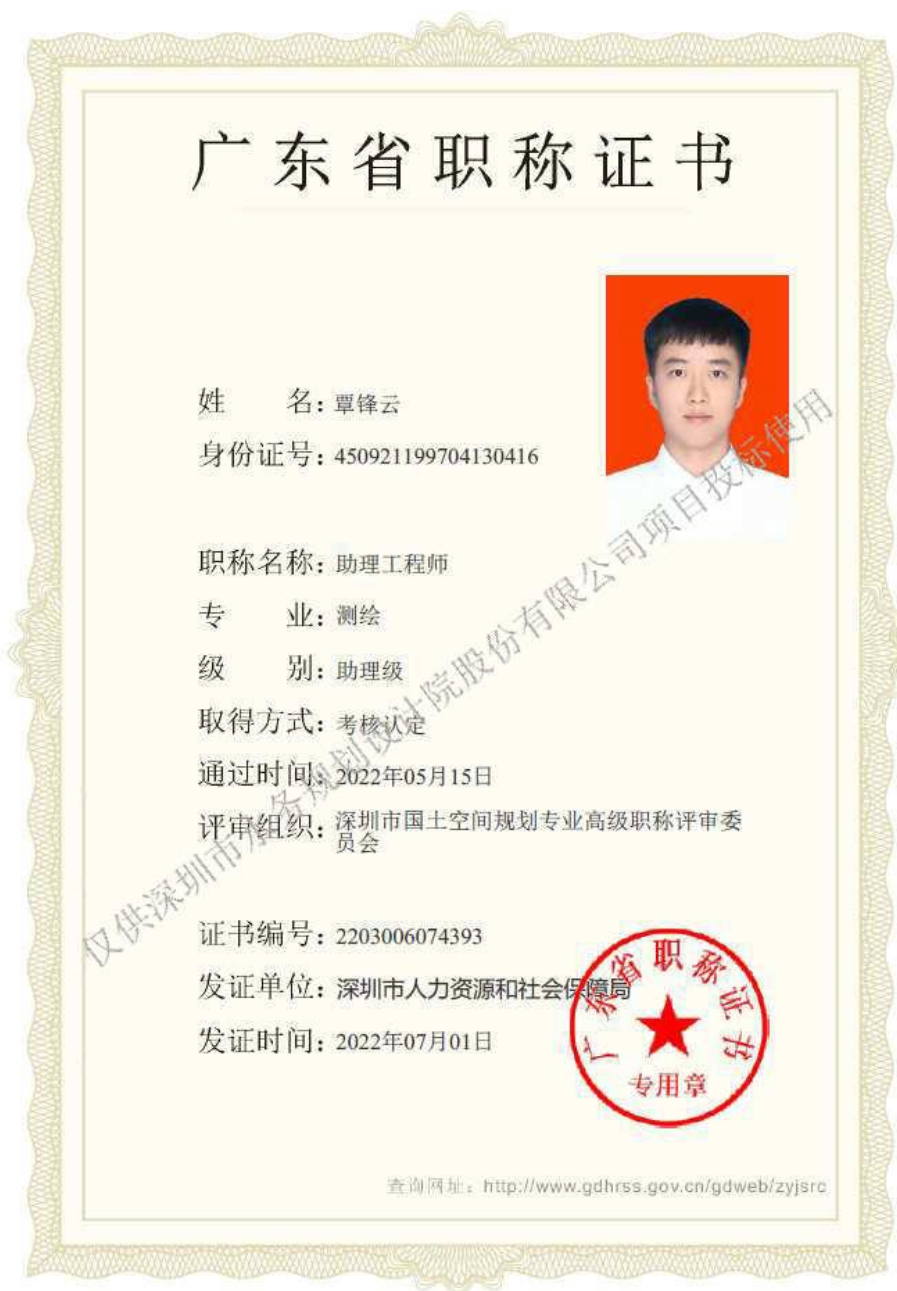 广东省职称证书
姓 名：覃锋云
身份证号：450921199704130416
职称名称：助理工程师
专 业：测绘
级 别：助理级
取得方式：考核认定
通过时间：2022年05月15日
评审组织：深圳市国土空间规划专业高级职称评审委
员会
证书编号：2203006074393
发证单位：深圳市人力资源和社会保障局
发证时间：2022年07月01日
广东省职称证书
专用章
查询网址：http://www.gdhrss.gov.cn/gdweb/zyjsrc
仅供深圳市水务规划设计院股份有限公司项目投标使用